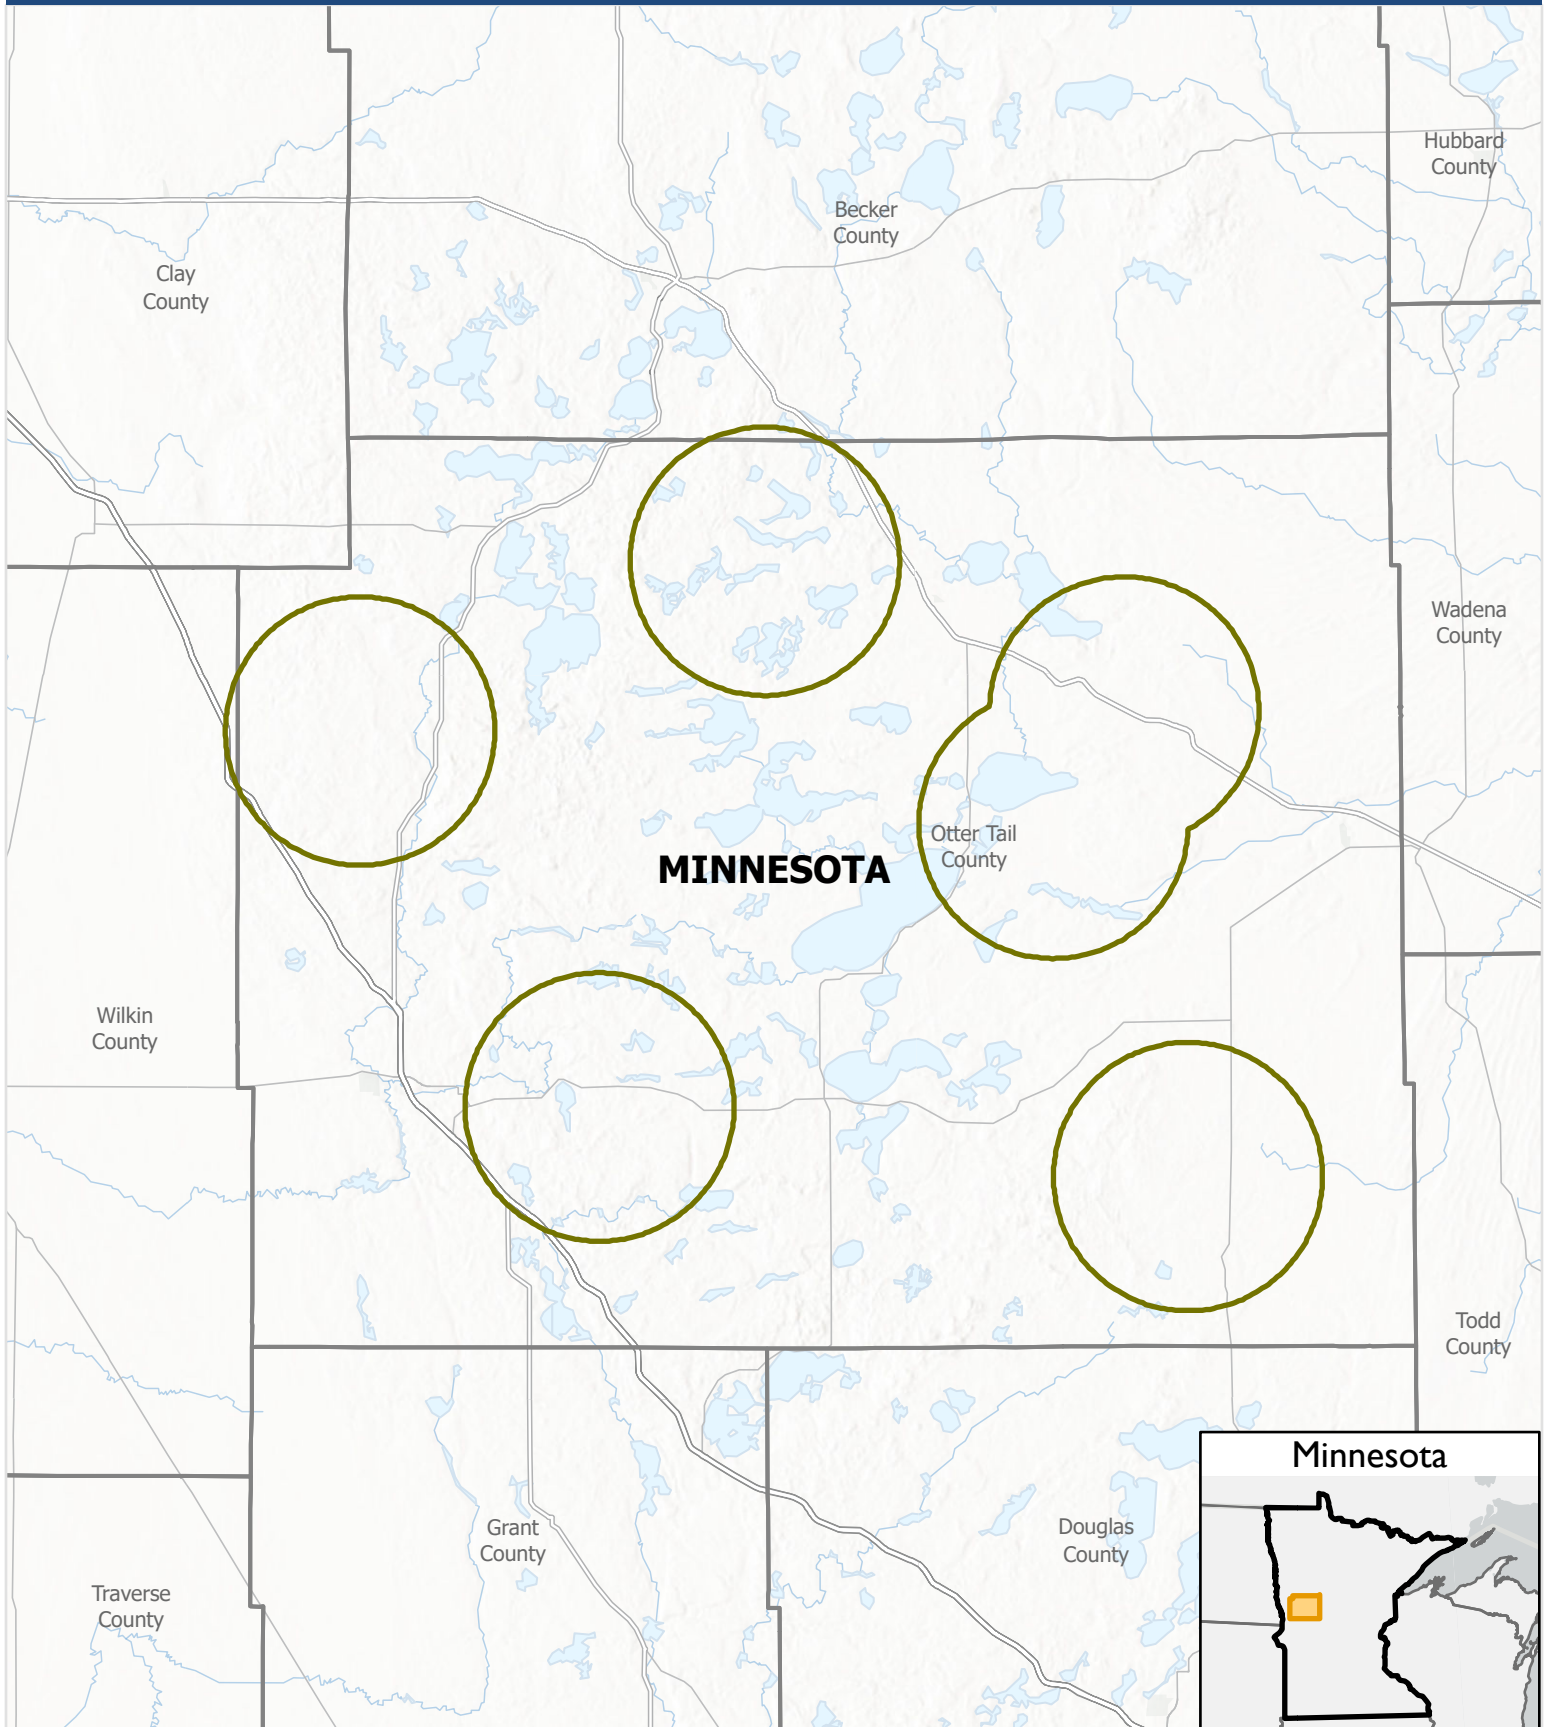 Hubbard
County
Becker
County
Clay
County
Wadena
County
Otter Tail
County
MINNESOTA
Wilkin
County
Todd
County
Minnesota
Grant
County
Douglas
County
Traverse
County